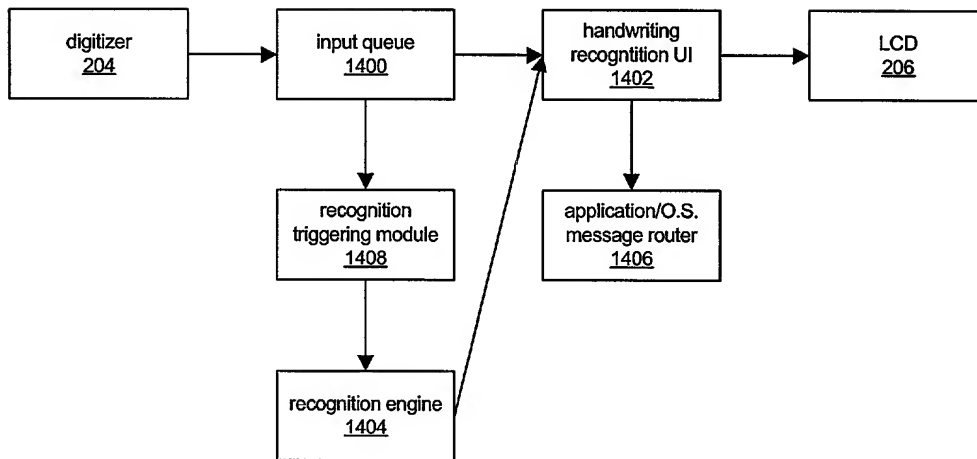 digitizer
204
input queue
1400
handwriting
recogntition UI
1402
LCD
206
recognition
triggering module
1408
application/O.S.
message router
1406
recognition engine
1404